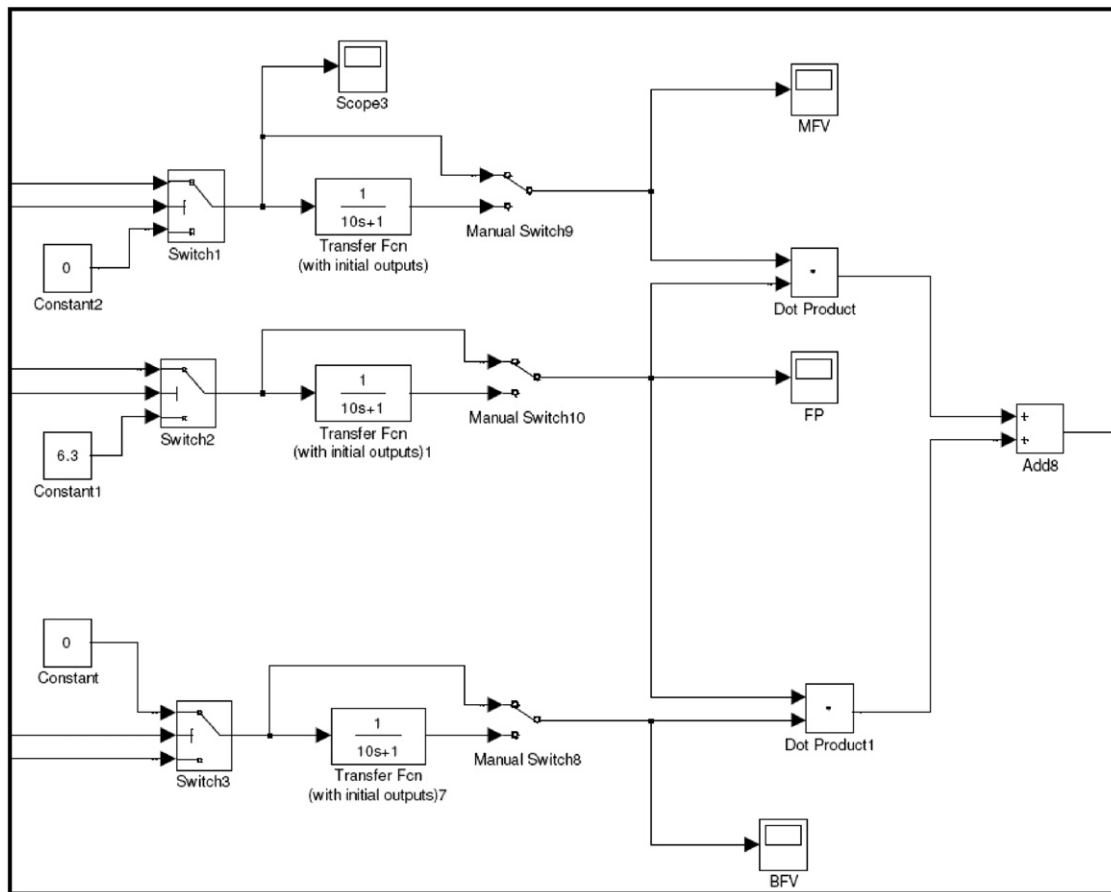 Scope3
MFV
1
10s+1
Transfer Fcn
(with initial outputs)
Manual Switch9
Switch1
0
Constant2
Dot Product
1
10s+1
Transfer Fcn
(with initial outputs)1
Manual Switch10
Switch2
6.3
Constant1
FP
+
+
Add8
0
Constant
1
10s+1
Transfer Fcn
(with initial outputs)7
Manual Switch8
Switch3
Dot Product1
BFV